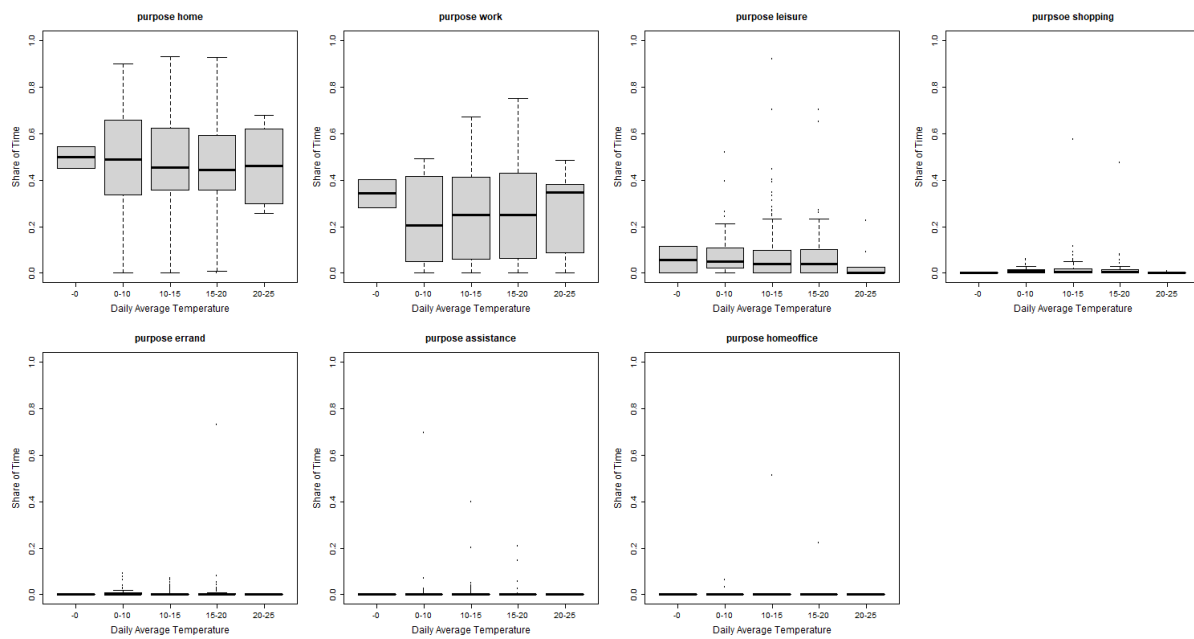 purpose home
purpose work
purpose leisure
purpsoe shopping
Share of Time
1.0
0.8
0.6
0.4
0.2
0.0
-0 0-10 10-15 15-20 20-25
Daily Average Temperature
Share of Time
1.0
0.8
0.6
0.4
0.2
0.0
-0 0-10 10-15 15-20 20-25
Daily Average Temperature
Share of Time
1.0
0.8
0.6
0.4
0.2
0.0
-0 0-10 10-15 15-20 20-25
Daily Average Temperature
Share of Time
1.0
0.8
0.6
0.4
0.2
0.0
-0 0-10 10-15 15-20 20-25
Daily Average Temperature
purpose errand
purpose assistance
purpose homeoffice
Share of Time
1.0
0.8
0.6
0.4
0.2
0.0
-0 0-10 10-15 15-20 20-25
Daily Average Temperature
Share of Time
1.0
0.8
0.6
0.4
0.2
0.0
-0 0-10 10-15 15-20 20-25
Daily Average Temperature
Share of Time
1.0
0.8
0.6
0.4
0.2
0.0
-0 0-10 10-15 15-20 20-25
Daily Average Temperature